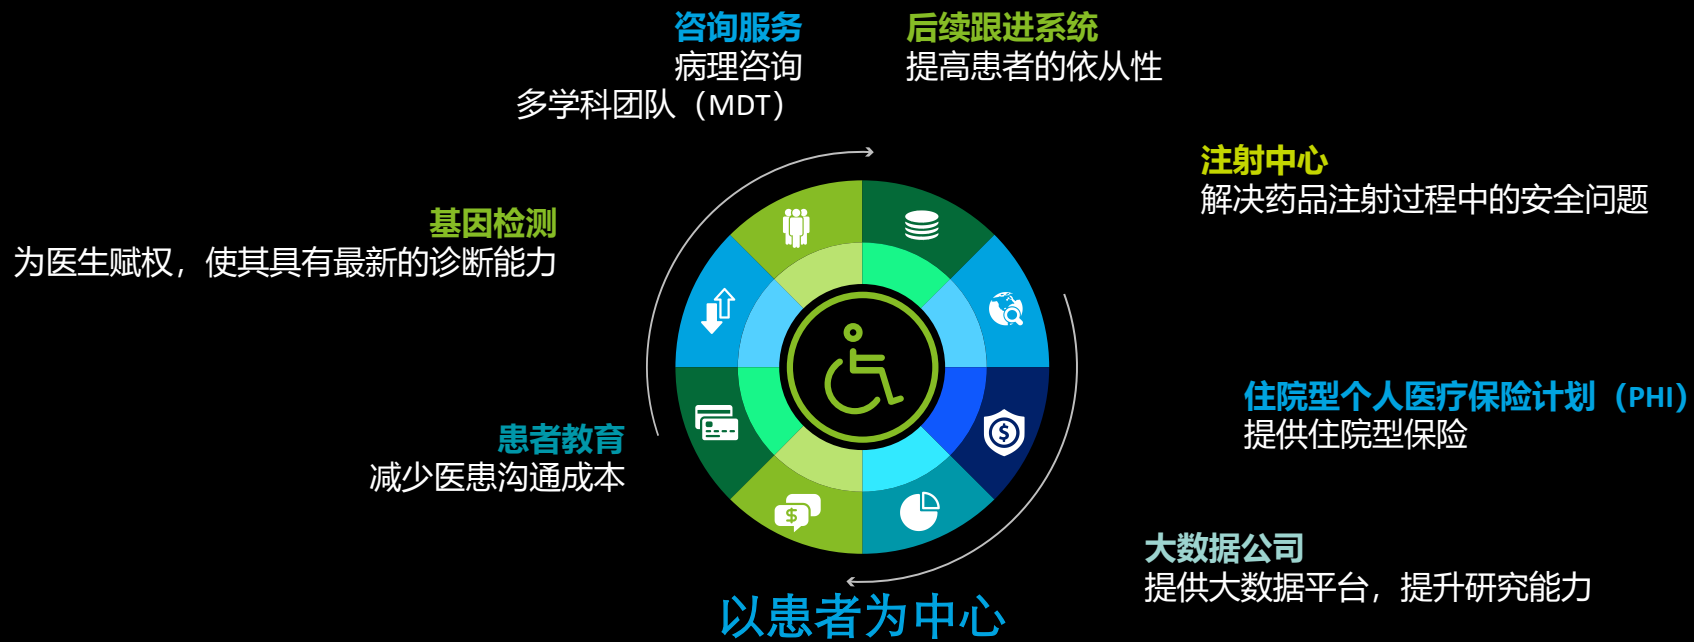 咨询服务
病理咨询
多学科团队（MDT）
后续跟进系统
提高患者的依从性
注射中心
解决药品注射过程中的安全问题
基因检测
为医生赋权，使其具有最新的诊断能力
住院型个人医疗保险计划（PHI）
提供住院型保险
患者教育
减少医患沟通成本
大数据公司
提供大数据平台，提升研究能力
以患者为中心
$
$